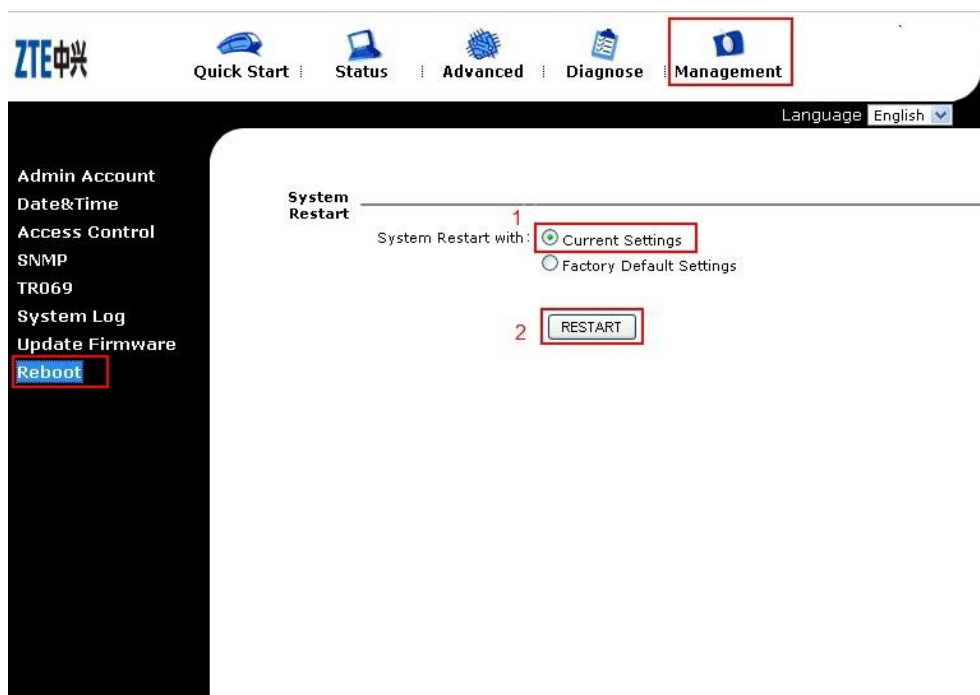 ZTE中兴
Quick Start
Status
Advanced
Diagnose
Management
Language English
Admin Account
Date&Time
Access Control
SNMP
TR069
System Log
Update Firmware
Reboot
System
Restart
1
System Restart with: Current Settings
Factory Default Settings
2 RESTART